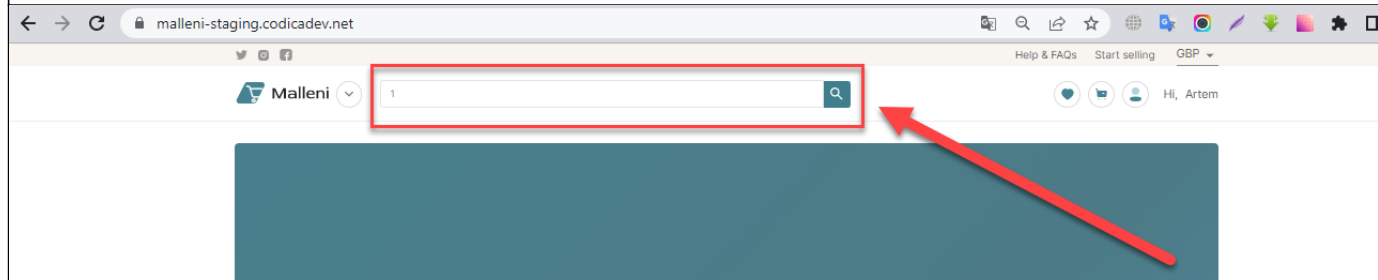 malleni-staging.codicadev.net
Help & FAQs Start selling GBP
Malleni 1 Hi, Artem